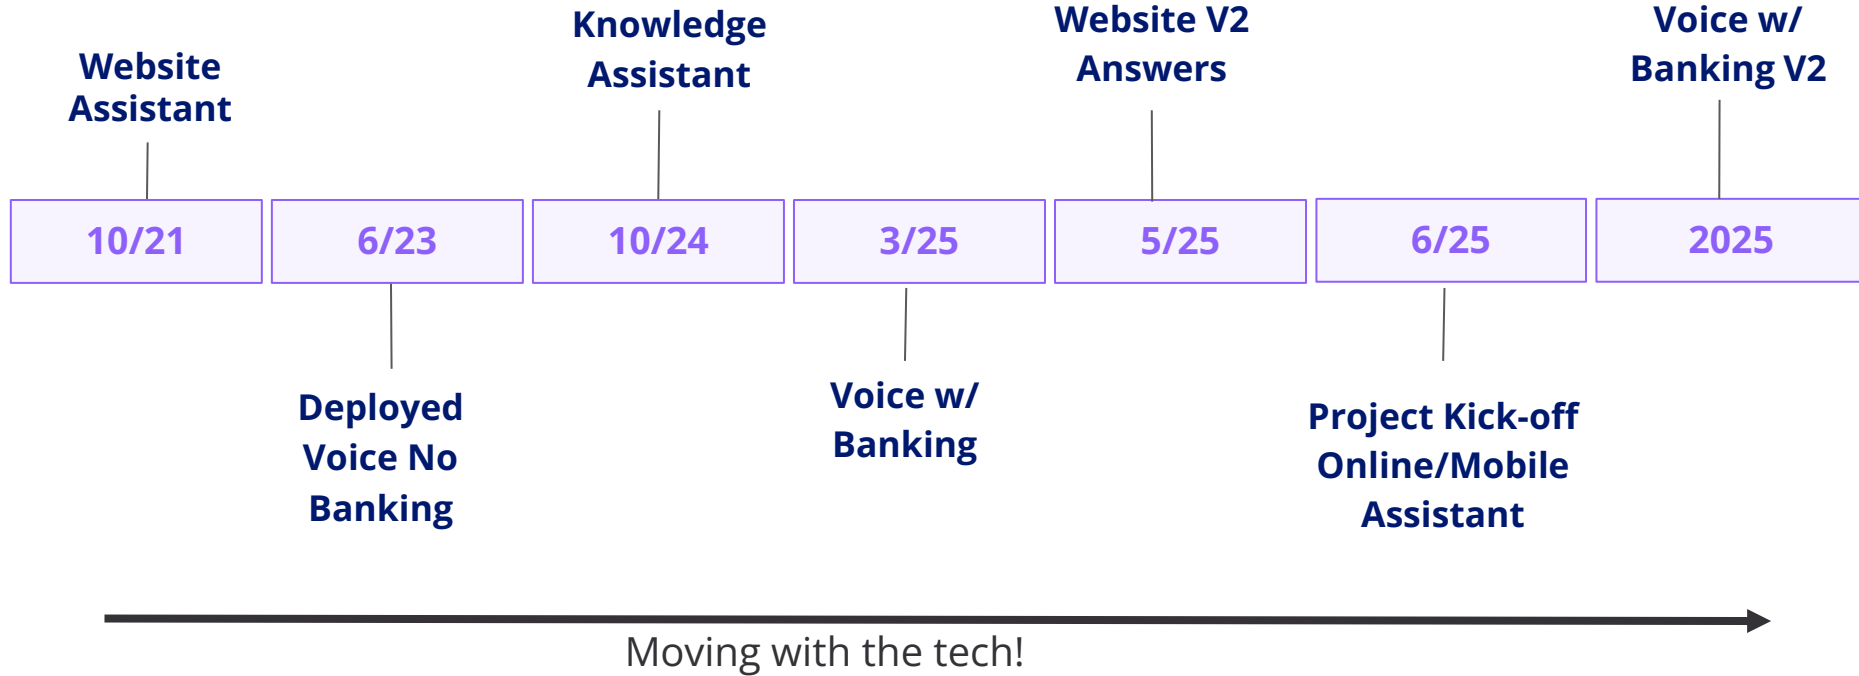 Website
Assistant
Knowledge
Assistant
Website V2
Answers
Voice w/
Banking V2
10/21
6/23
10/24
3/25
5/25
6/25
2025
Deployed
Voice No
Banking
Voice w/
Banking
Project Kick-off
Online/Mobile
Assistant
Moving with the tech!